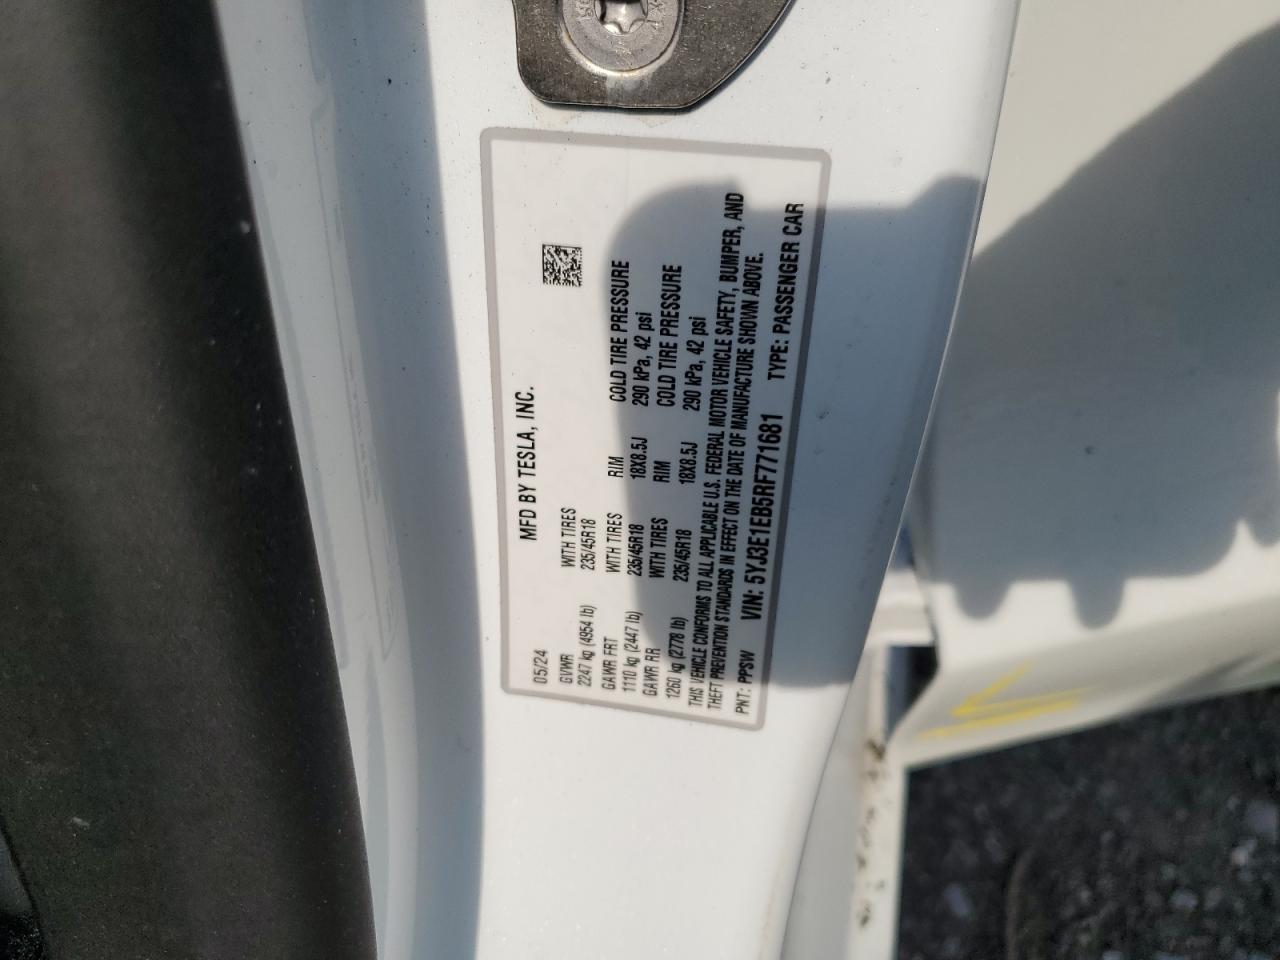 MFD BY TESLA, INC.
05/24
GVWR WITH TIRES
2247 kg (4954 lb) 235/45R18
GAWR FRT WITH TIRES RIM COLD TIRE PRESSURE
1110 kg (2447 lb) 235/45R18 18X8.5J 290 kPa, 42 psi
GAWR RR WITH TIRES RIM COLD TIRE PRESSURE
1260 kg (2778 lb) 235/45R18 18X8.5J 290 kPa, 42 psi
THIS VEHICLE CONFORMS TO ALL APPLICABLE U.S. FEDERAL MOTOR VEHICLE SAFETY, BUMPER, AND
THEFT PREVENTION STANDARDS IN EFFECT ON THE DATE OF MANUFACTURE SHOWN ABOVE.
PNT: PPSW VIN: 5YJ3E1EB5RF771681 TYPE: PASSENGER CAR